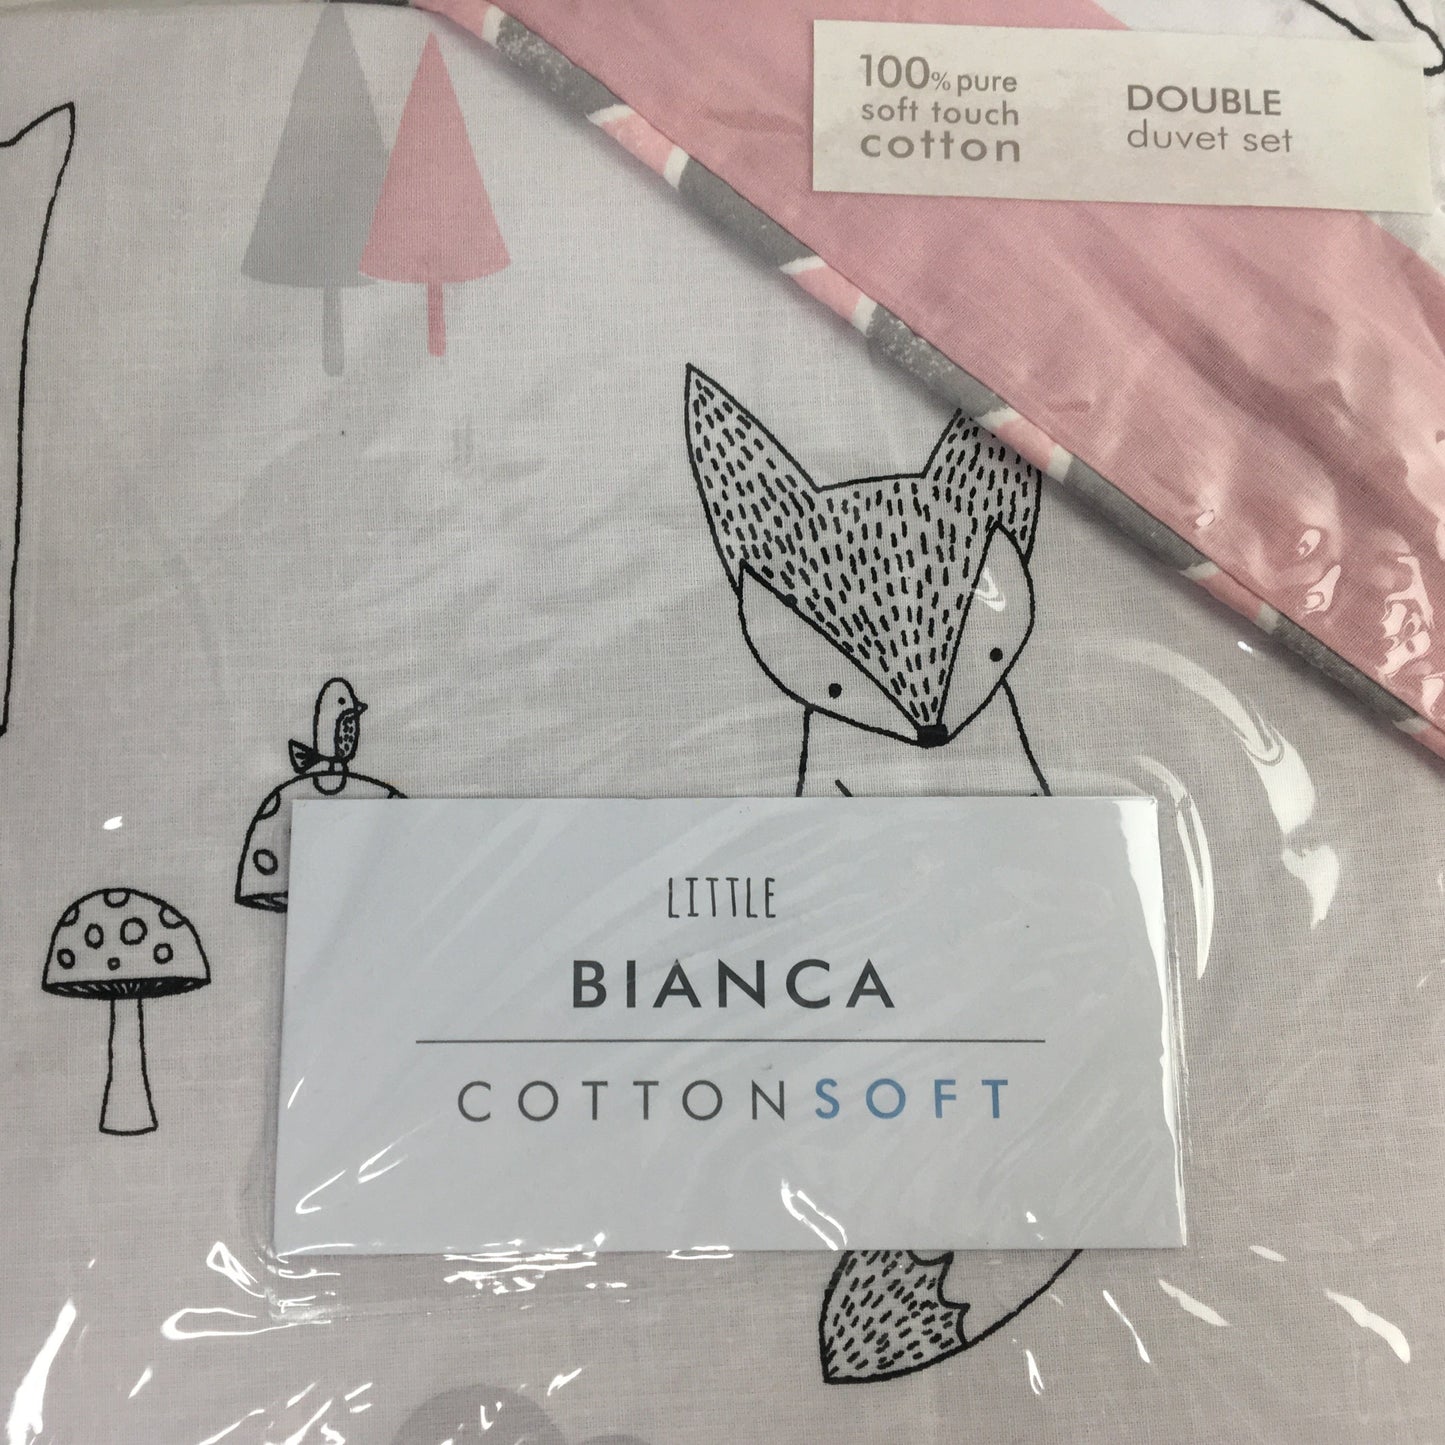 100% pure
soft touch
cotton
DOUBLE
duvet set
LITTLE
BIANCA
COTTONSOFT